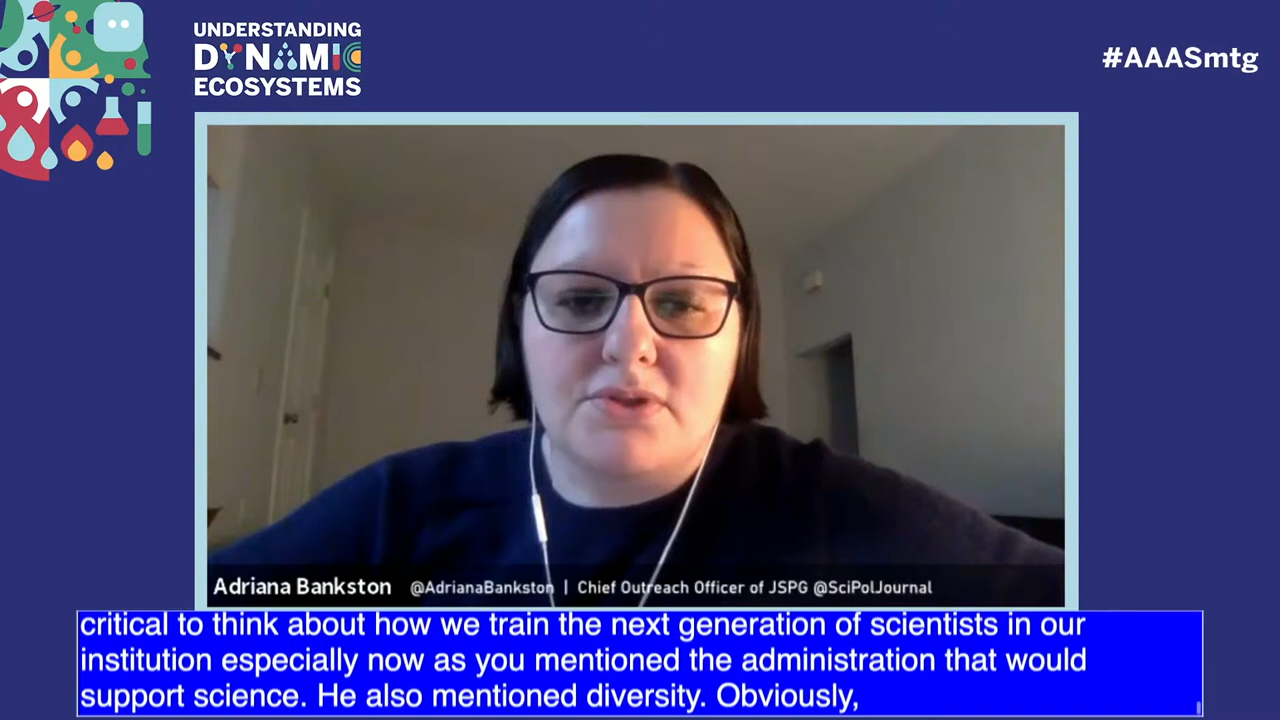 UNDERSTANDING
DYNAMIC
ECOSYSTEMS
#AAASmtg
Adriana Bankston @AdrianaBankston | Chief Outreach Officer of JSPG @SciPolJournal
critical to think about how we train the next generation of scientists in our
institution especially now as you mentioned the administration that would
support science. He also mentioned diversity. Obviously,